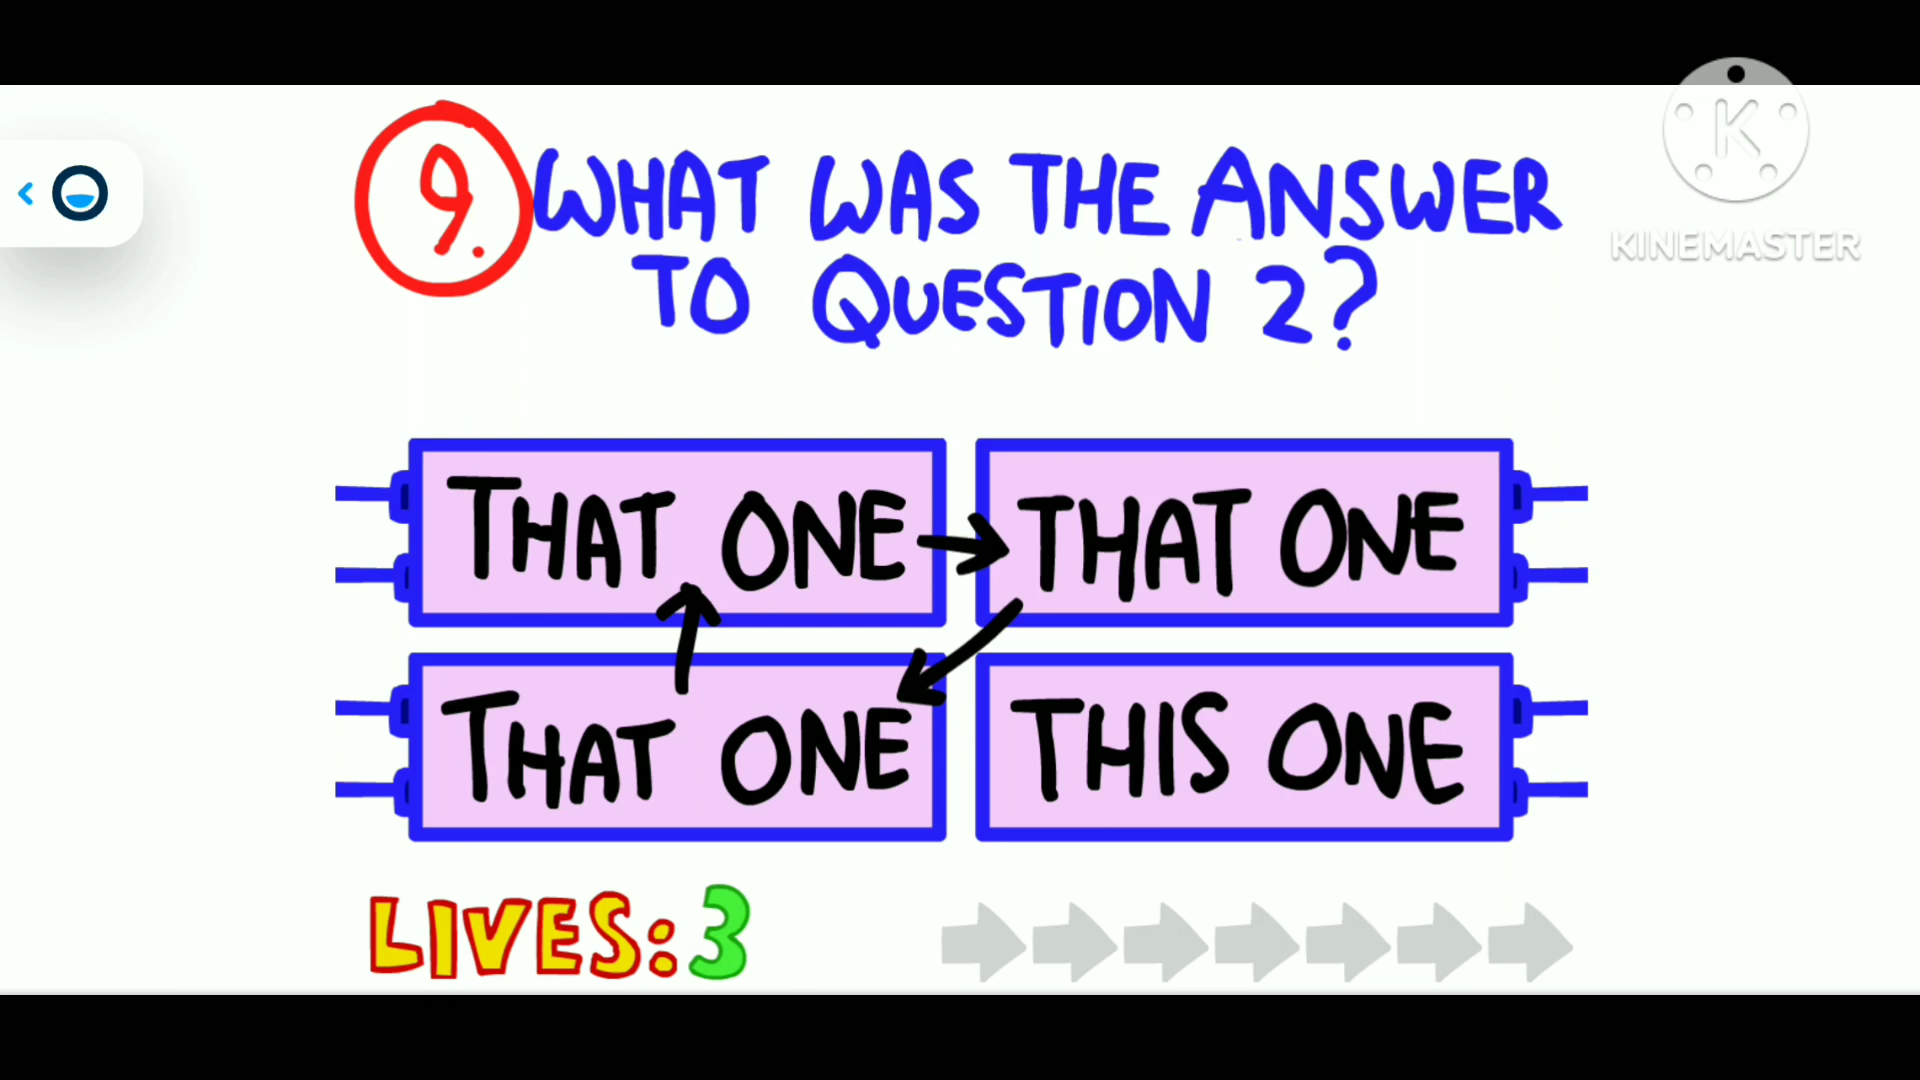 9. WHAT WAS THE ANSWER
TO QUESTION 2?
K
KINEMASTER
THAT ONE
THAT ONE
THAT ONE
THIS ONE
LIVES: 3